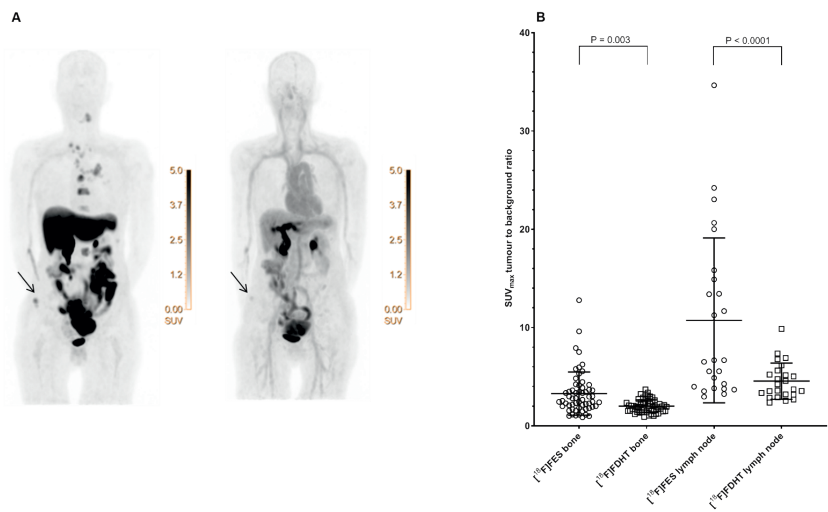 A
5.0
3.7
2.5
1.2
0.00
SUV
5.0
3.7
2.5
1.2
0.00
SUV
B
P = 0.003
P < 0.0001
SUVmax tumour to background ratio
40
30
20
10
0
[18F]FES bone
[18F]FDHT bone
[18F]FES lymph node
[18F]FDHT lymph node